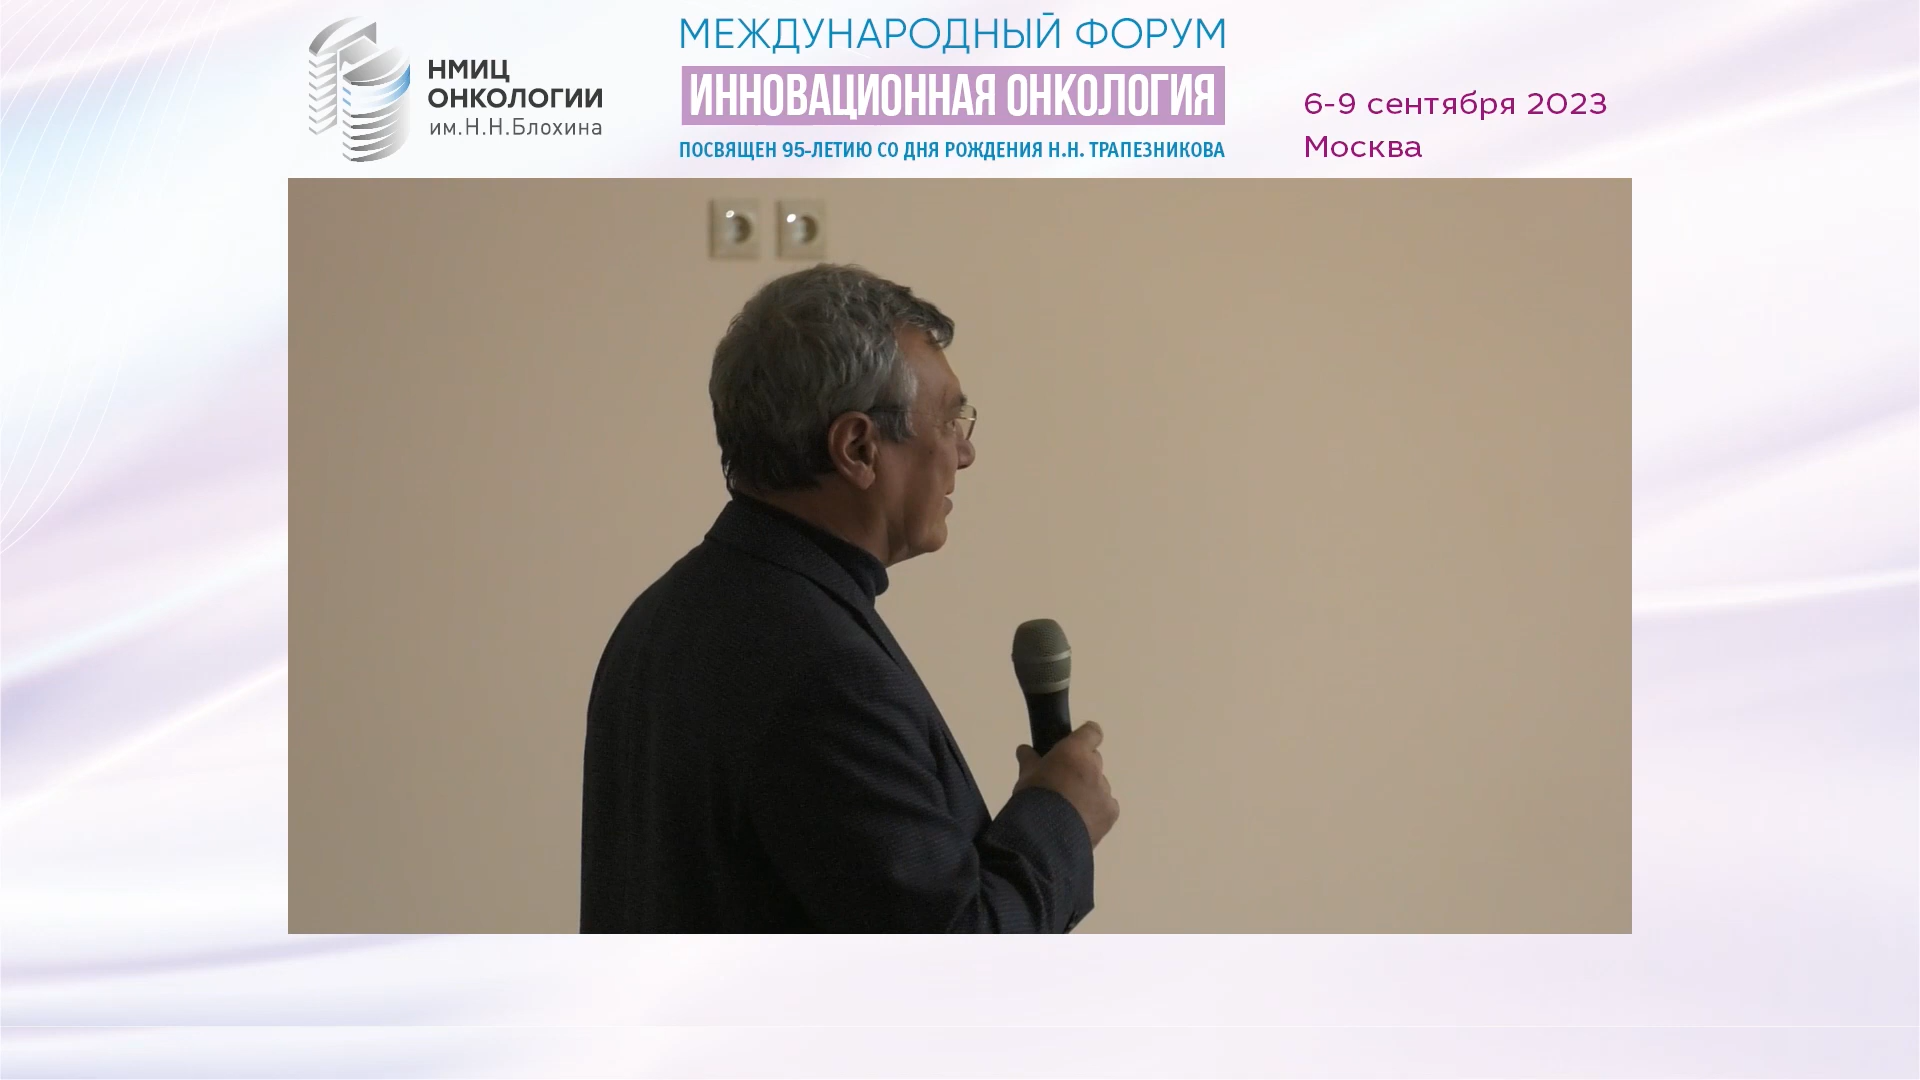 НМИЦ
ОНКОЛОГИИ
им.Н.Н.Блохина
МЕЖДУНАРОДНЫЙ ФОРУМ
ИННОВАЦИОННАЯ ОНКОЛОГИЯ
ПОСВЯЩЕН 95-ЛЕТИЮ СО ДНЯ РОЖДЕНИЯ Н.Н. ТРАПЕЗНИКОВА
6-9 сентября 2023
Москва